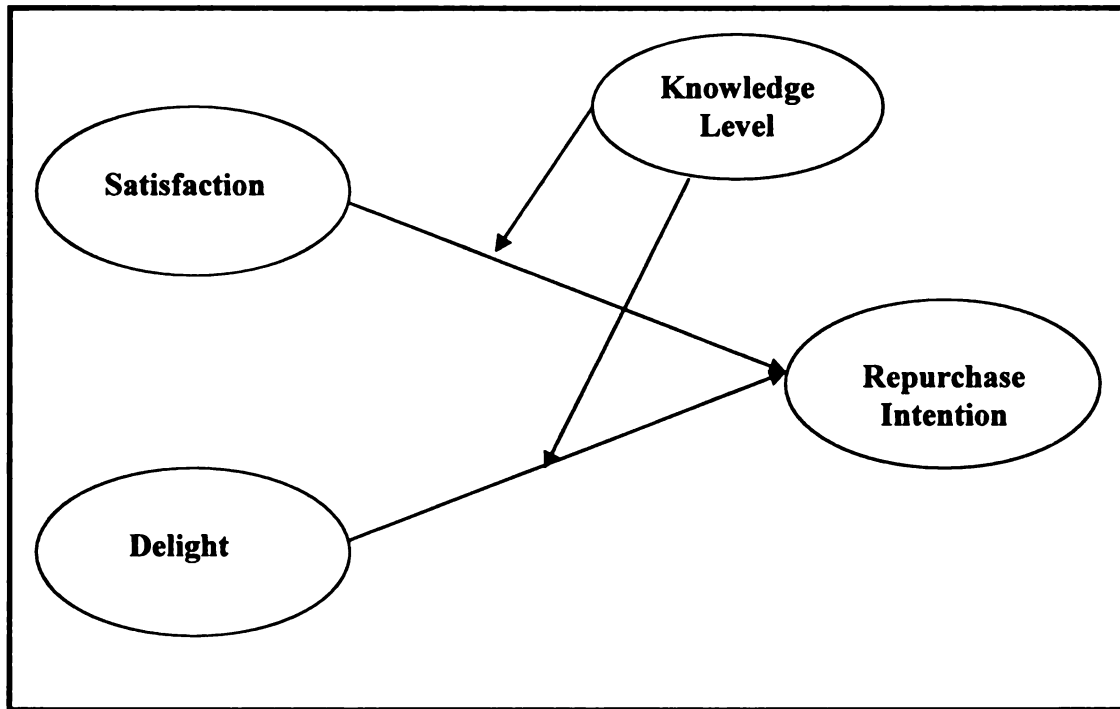 Knowledge
Level
Satisfaction
Repurchase
Intention
Delight